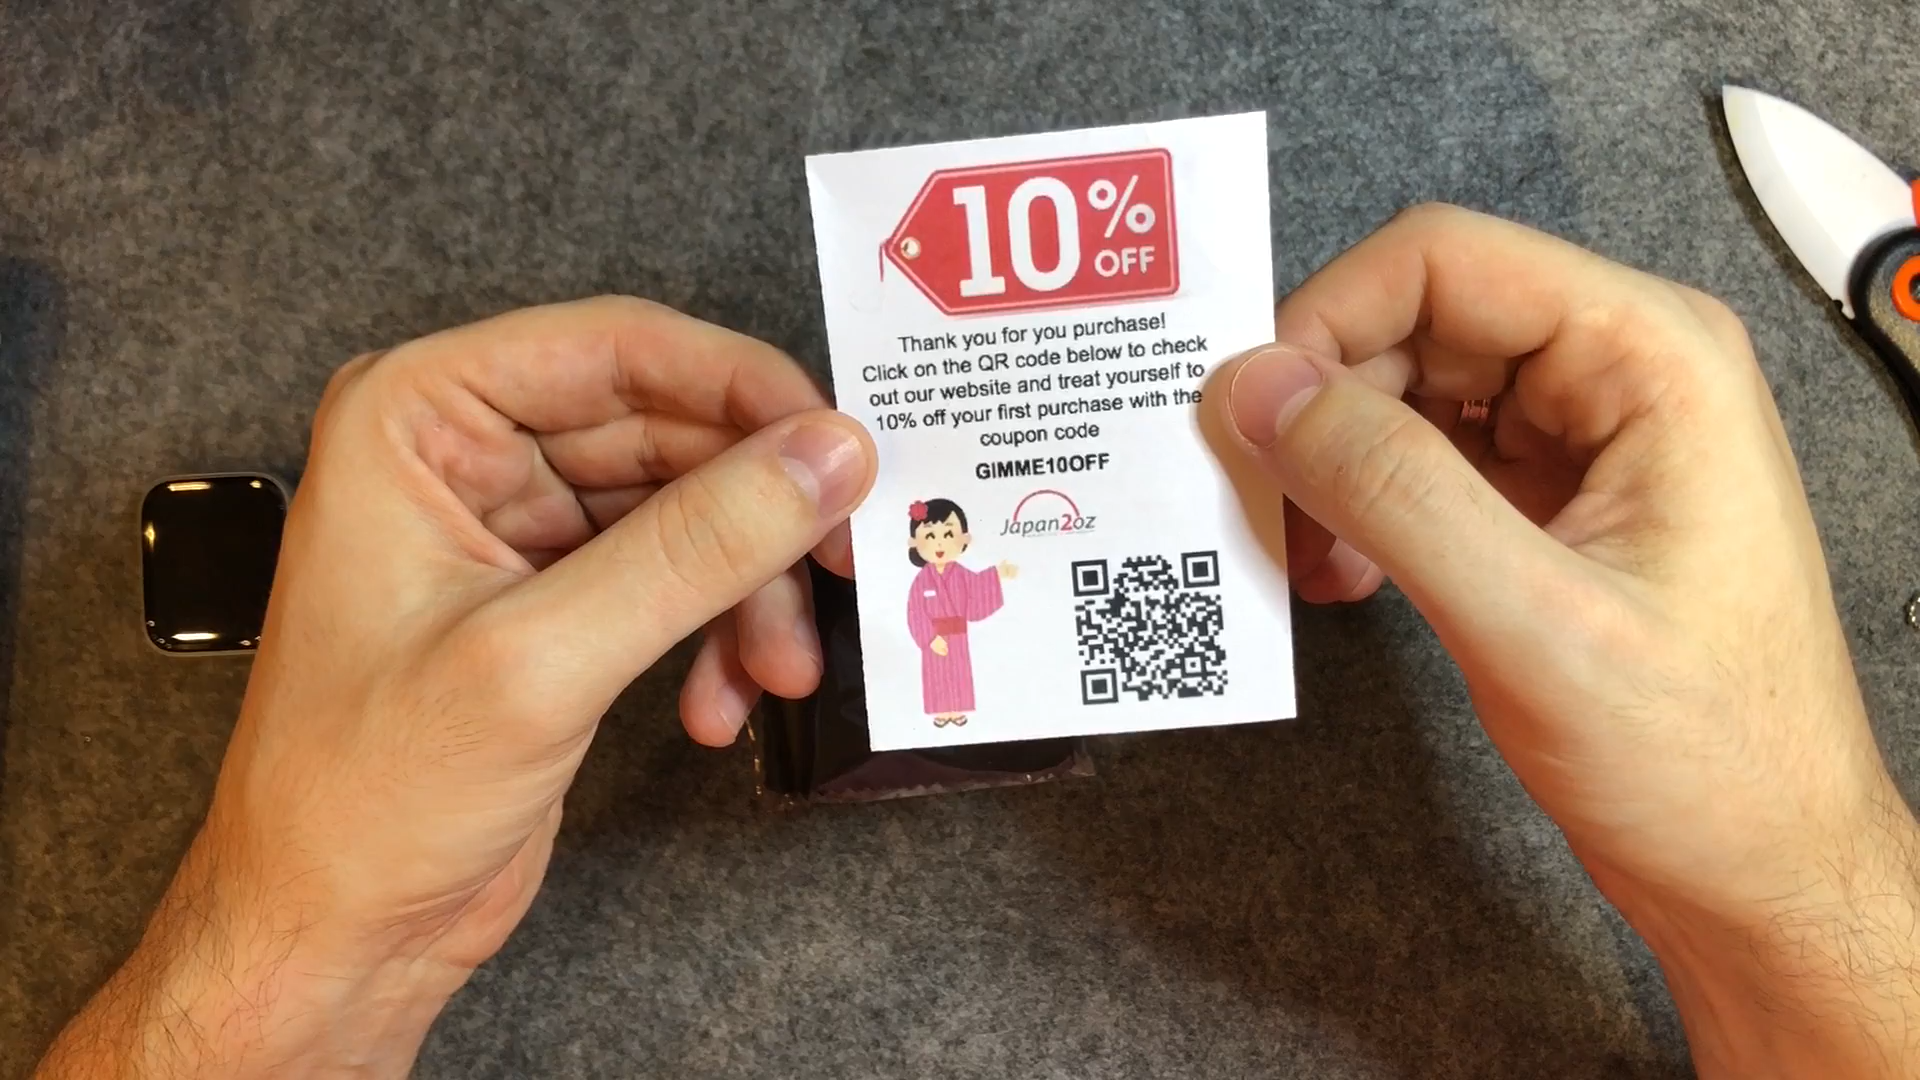 10%
OFF
Thank you for you purchase!
Click on the QR code below to check
out our website and treat yourself to
10% off your first purchase with the
coupon code
GIMME10OFF
Japan2oz